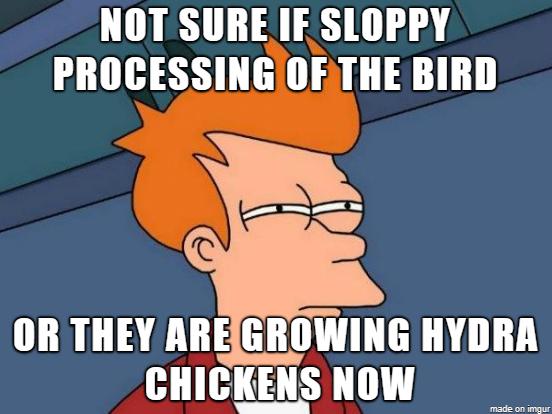 NOT SURE IF SLOPPY
PROCESSING OF THE BIRD
OR THEY ARE GROWING HYDRA
CHICKENS NOW
made on imgur